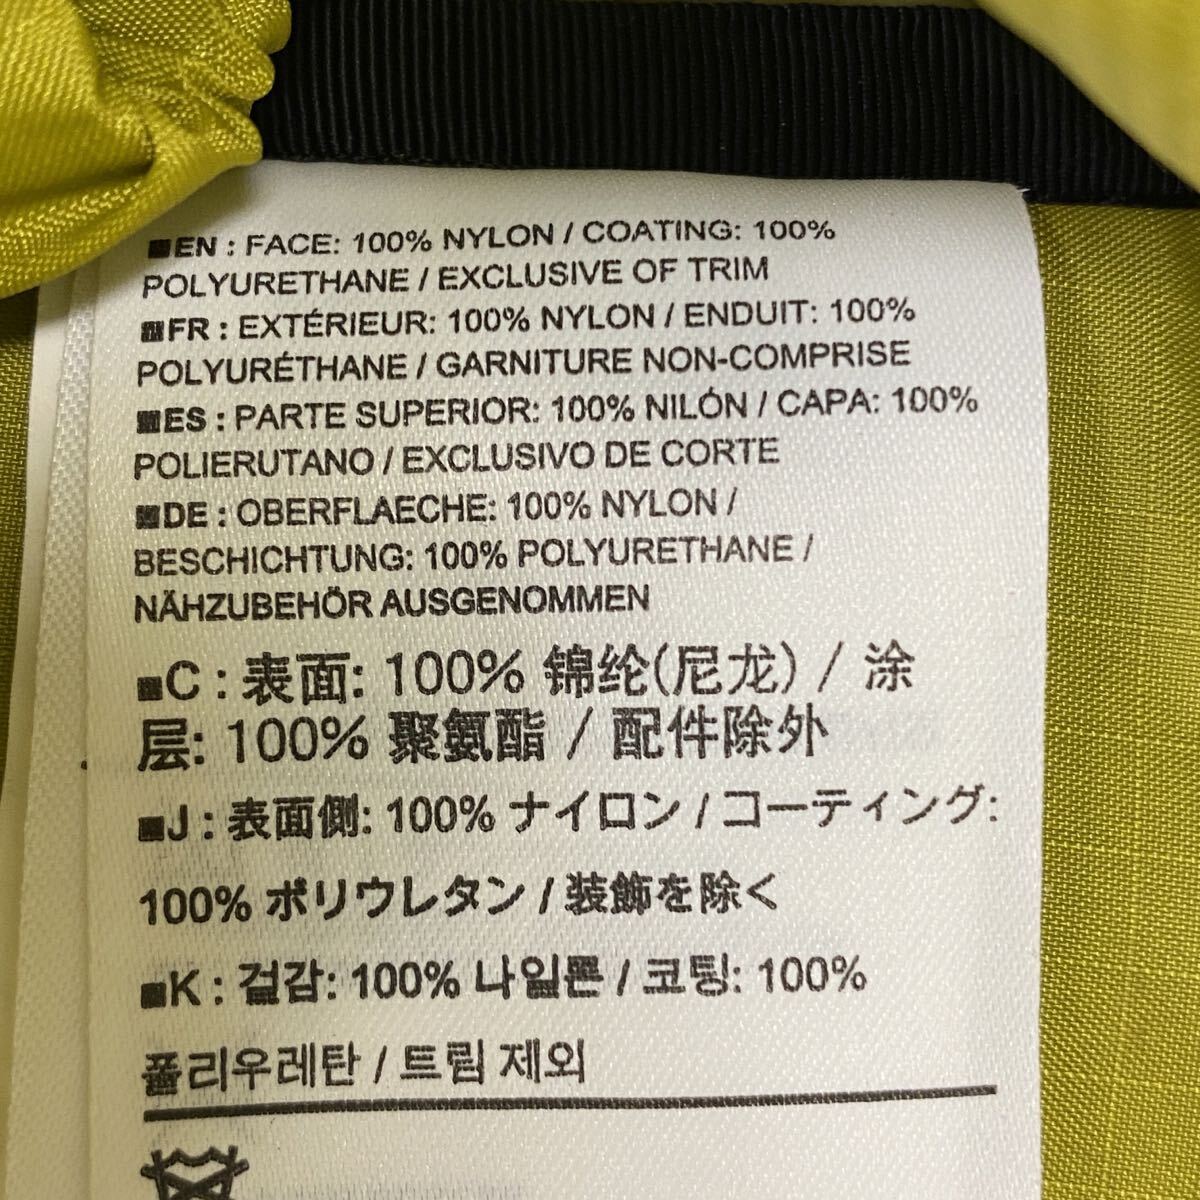 ■EN : FACE: 100% NYLON / COATING: 100%
POLYURETHANE / EXCLUSIVE OF TRIM
■FR : EXTÉRIEUR: 100% NYLON / ENDUIT: 100%
POLYURÉTHANE / GARNITURE NON-COMPRISE
■ES : PARTE SUPERIOR: 100% NILÓN / CAPA: 100%
POLIERUTANO / EXCLUSIVO DE CORTE
■DE : OBERFLAECHE: 100% NYLON /
BESCHICHTUNG: 100% POLYURETHANE /
NÄHZUBEHÖR AUSGENOMMEN
■C : 表面: 100% 锦纶(尼龙) / 涂
层: 100% 聚氨酯 / 配件除外
■J : 表面側: 100% ナイロン / コーティング:
100% ポリウレタン / 装飾を除く
■K : 겉감: 100% 나일론 / 코팅: 100%
폴리우레탄 / 트림 제외